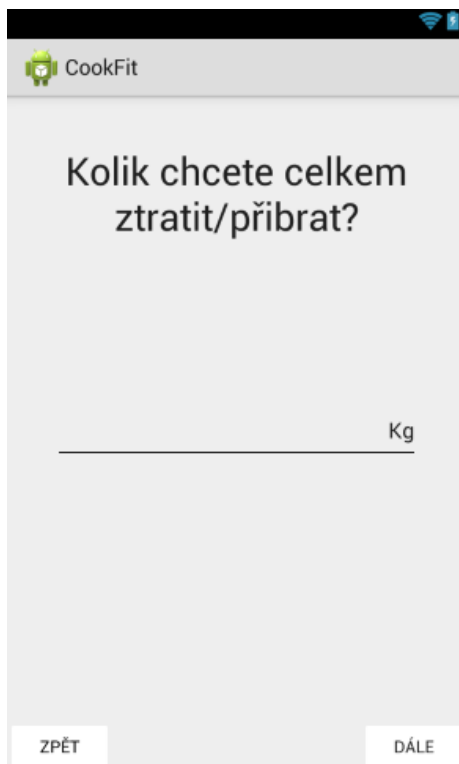 CookFit
Kolik chcete celkem
ztratit/přibrat?
Kg
ZPĚT
DÁLE